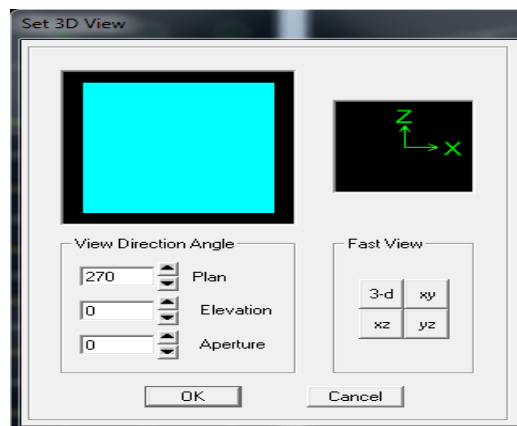 Set 3D View
Z
X
View Direction Angle
270 Plan
0 Elevation
0 Aperture
Fast View
3-d xy
xz yz
OK Cancel